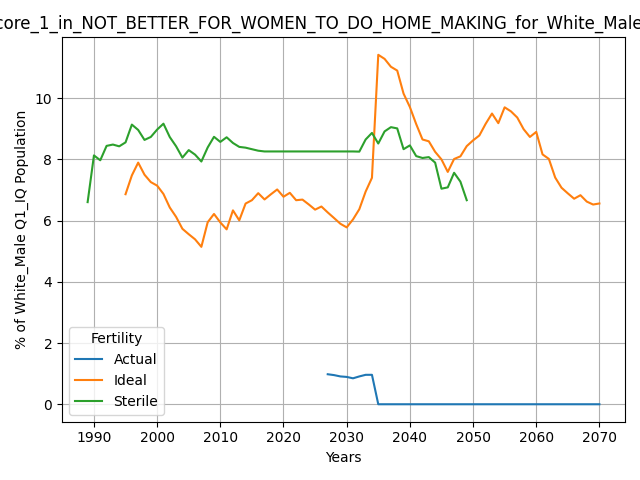 core_1_in_NOT_BETTER_FOR_WOMEN_TO_DO_HOME_MAKING_for_White_Male
% of White_Male Q1_IQ Population
10
8
6
4
2
0
Fertility
Actual
Ideal
Sterile
1990 2000 2010 2020 2030 2040 2050 2060 2070
Years